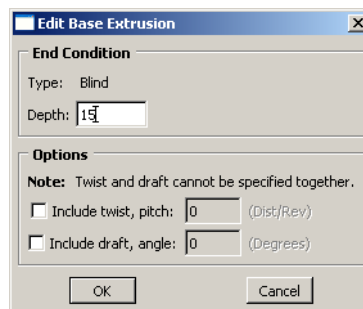 Edit Base Extrusion
End Condition
Type: Blind
Depth: 15
Options
Note: Twist and draft cannot be specified together.
Include twist, pitch: 0 (Dist/Rev)
Include draft, angle: 0 (Degrees)
OK Cancel